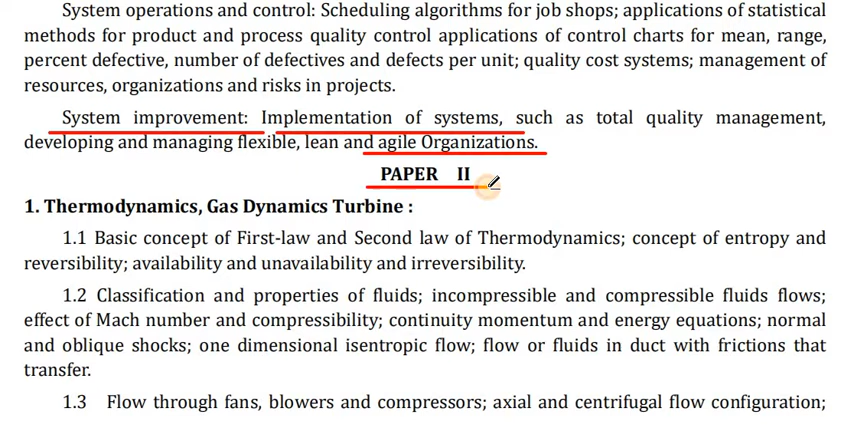 System operations and control: Scheduling algorithms for job shops; applications of statistical
methods for product and process quality control applications of control charts for mean, range,
percent defective, number of defectives and defects per unit; quality cost systems; management of
resources, organizations and risks in projects.
System improvement: Implementation of systems, such as total quality management,
developing and managing flexible, lean and agile Organizations.
PAPER II
1. Thermodynamics, Gas Dynamics Turbine :
1.1 Basic concept of First-law and Second law of Thermodynamics; concept of entropy and
reversibility; availability and unavailability and irreversibility.
1.2 Classification and properties of fluids; incompressible and compressible fluids flows;
effect of Mach number and compressibility; continuity momentum and energy equations; normal
and oblique shocks; one dimensional isentropic flow; flow or fluids in duct with frictions that
transfer.
1.3 Flow through fans, blowers and compressors; axial and centrifugal flow configuration;